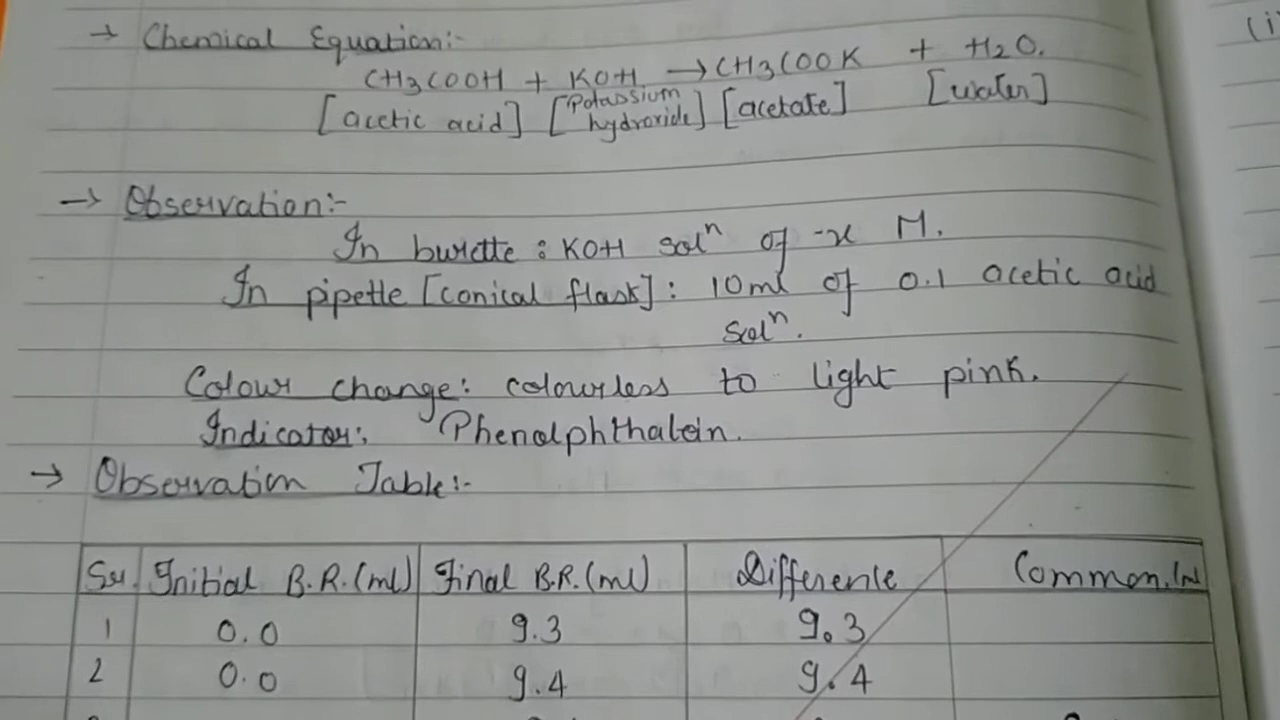 → Chemical Equation:-
CH3COOH + KOH → CH3COOK + H2O.
[acetic acid] [Potassium hydroxide] [acetate] [water]
→ Observation:-
In burette : KOH solⁿ of x M.
In pipette [conical flask] : 10ml of 0.1 acetic acid
solⁿ.
Colour change: colourless to light pink.
Indicator: Phenolphthalein.
→ Observation Table:-
Sr. Initial B.R.(ml) Final B.R.(ml) Difference Common.(ml)
1 0.0 9.3 9.3
2 0.0 9.4 9.4
(i